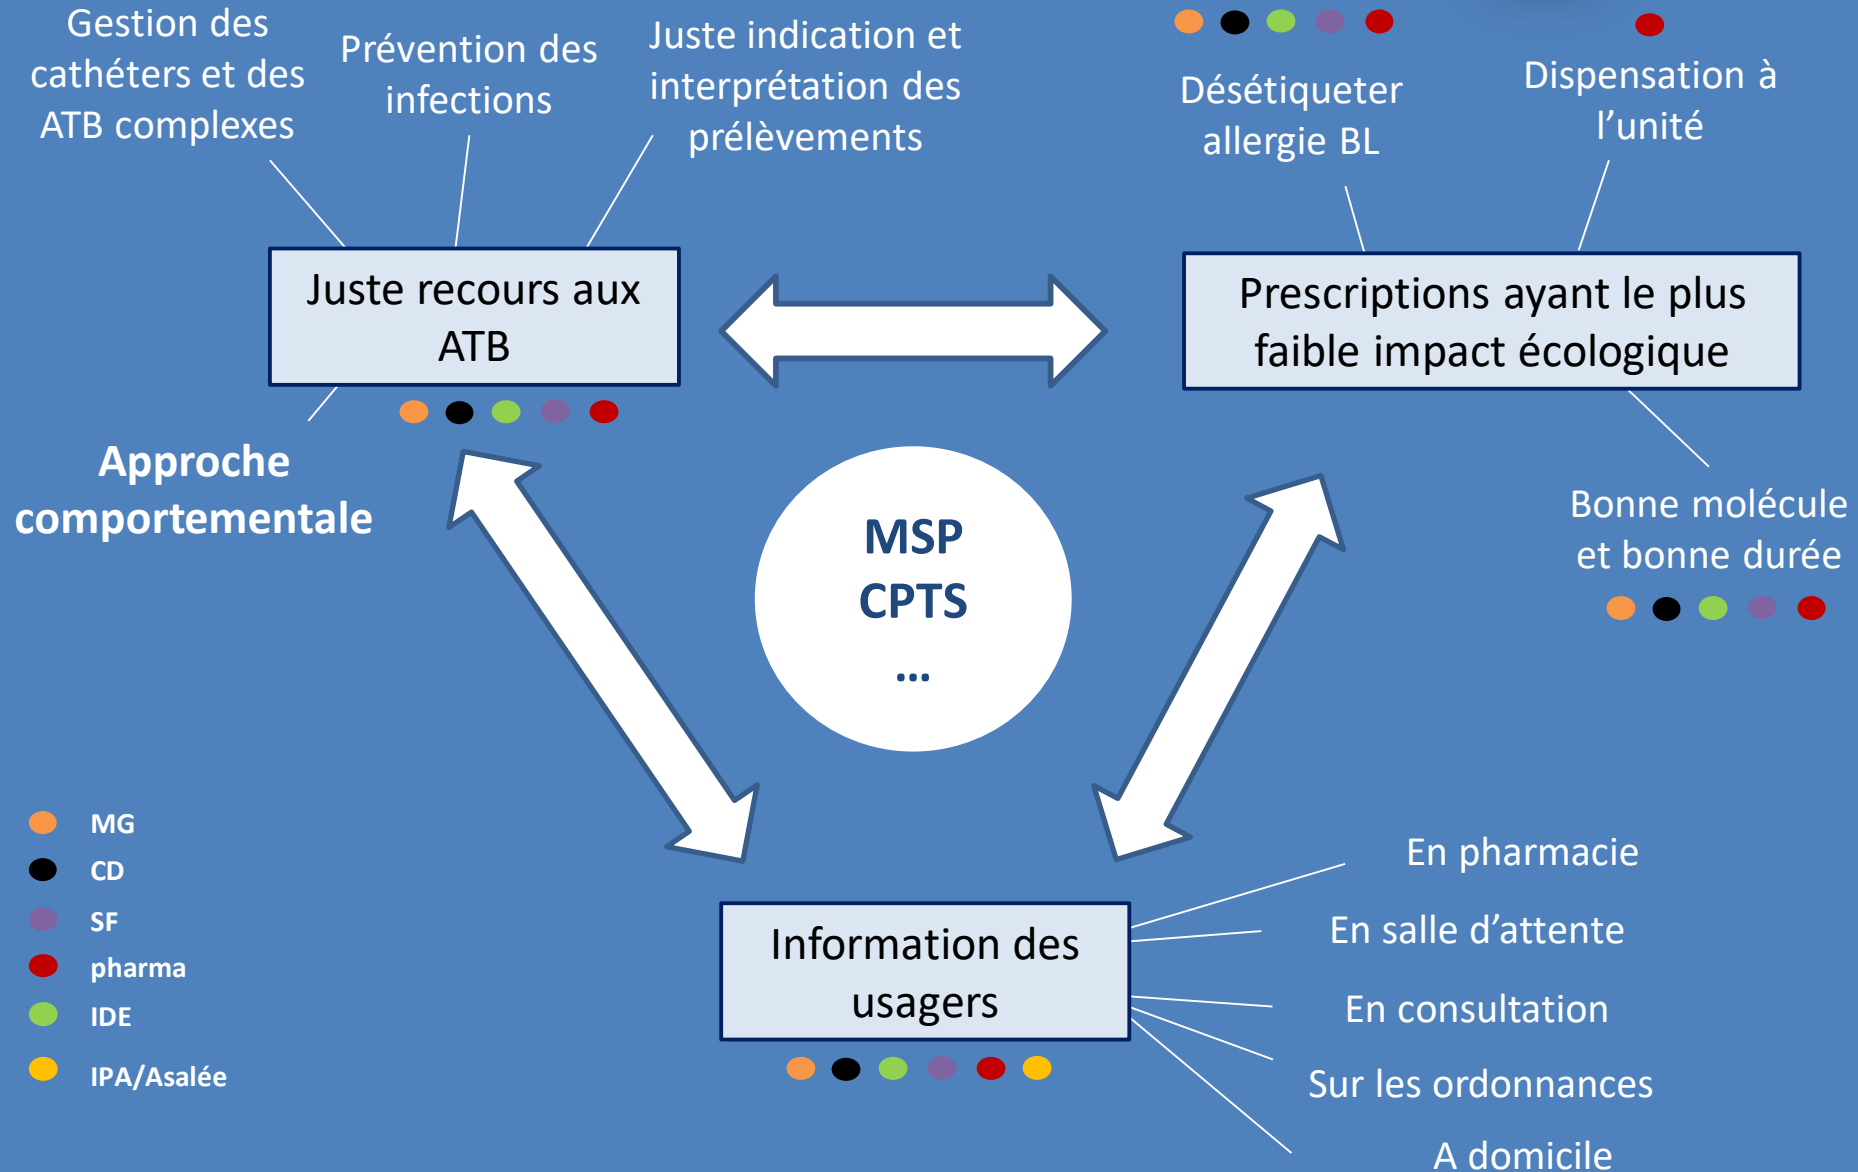 Gestion des
cathéters et des
ATB complexes
Prévention des
infections
Juste indication et
interprétation des
prélèvements
Désétiqueter
allergie BL
Dispensation à
l'unité
Juste recours aux
ATB
Prescriptions ayant le plus
faible impact écologique
Approche
comportementale
MSP
CPTS
...
Bonne molécule
et bonne durée
MG
CD
SF
pharma
IDE
IPA/Asalée
Information des
usagers
En pharmacie
En salle d'attente
En consultation
Sur les ordonnances
A domicile